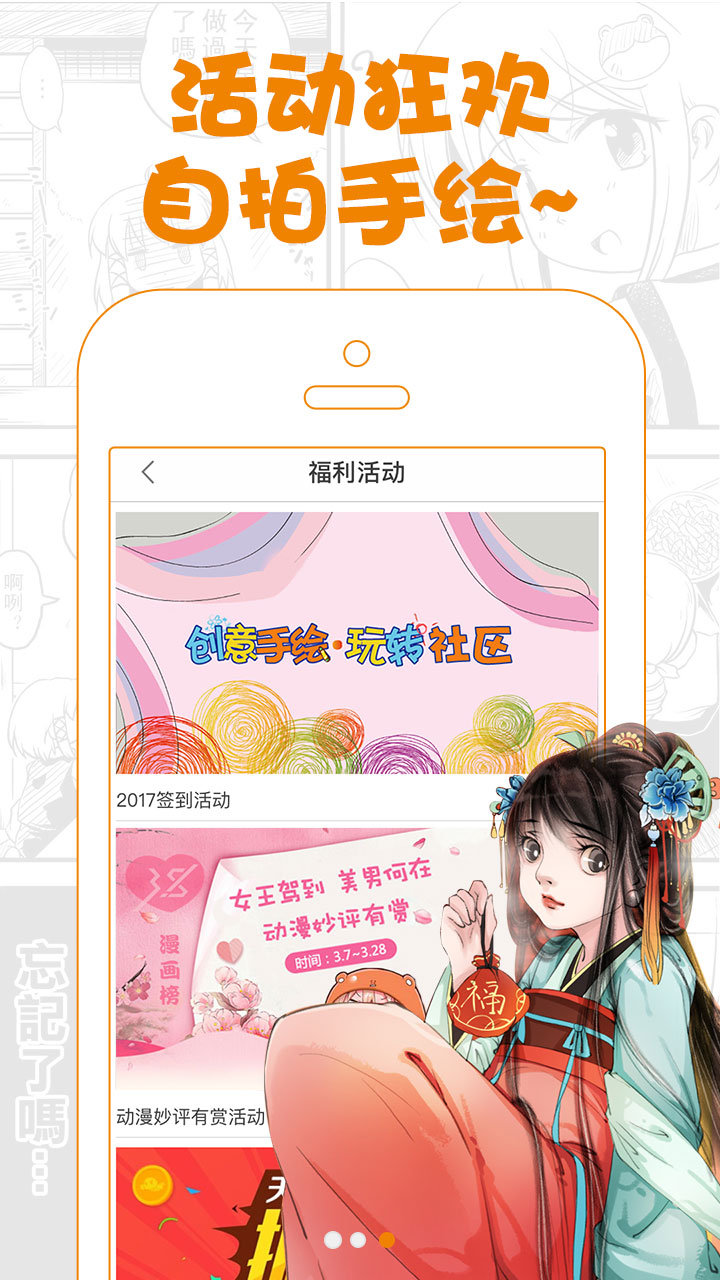 活动狂欢
自拍手绘~
今天有
做過
了嗎
啊咧？
忘記了嗎…
福利活动
创意手绘·玩转社区
2017签到活动
38
漫画榜
女王驾到 美男何在
动漫妙评有赏
时间：3.7~3.28
福
动漫妙评有赏活动
天